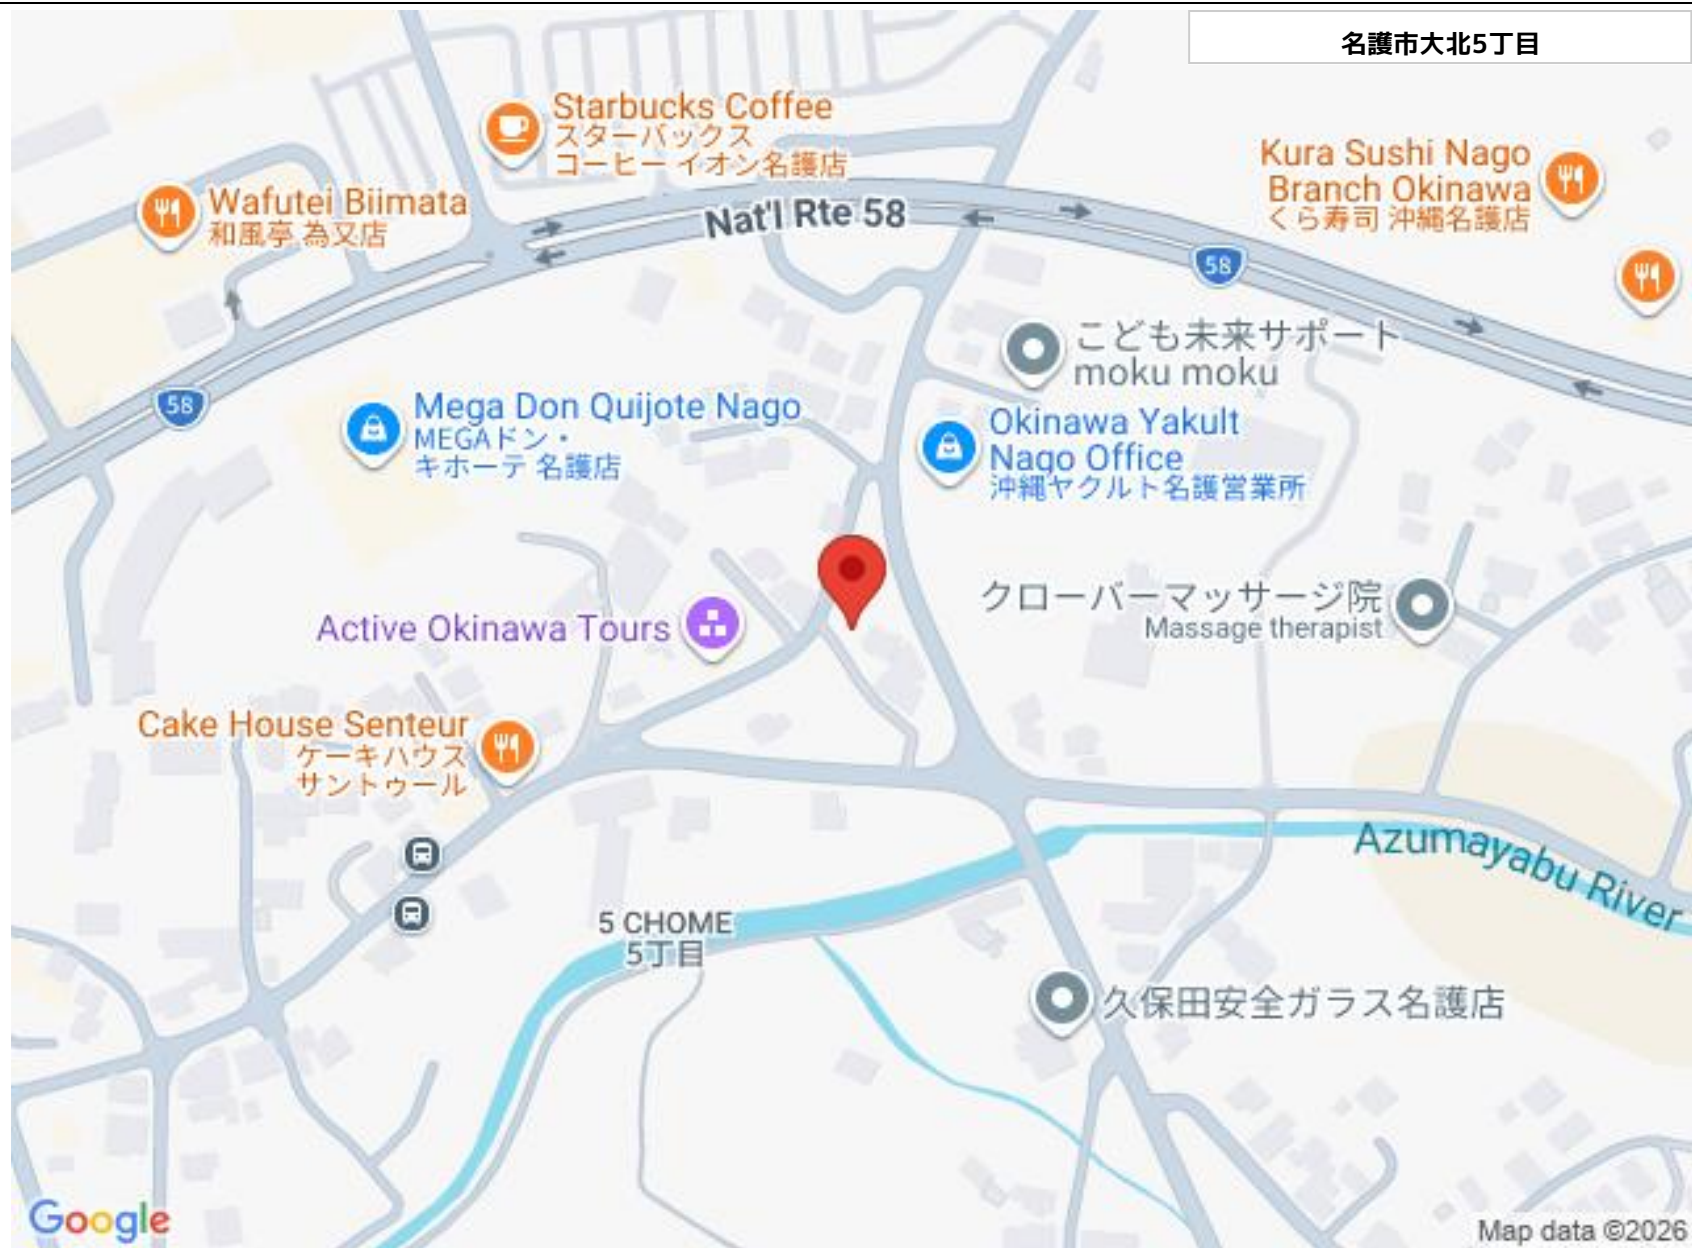 名護市大北5丁目
Starbucks Coffee
スターバックス
コーヒー イオン名護店
Kura Sushi Nago
Branch Okinawa
くら寿司 沖縄名護店
Wafutei Biimata
和風亭 為又店
Nat'l Rte 58
58
58
こども未来サポート
moku moku
Mega Don Quijote Nago
MEGAドン・
キホーテ 名護店
Okinawa Yakult
Nago Office
沖縄ヤクルト名護営業所
クローバーマッサージ院
Massage therapist
Active Okinawa Tours
Cake House Senteur
ケーキハウス
サントゥール
Azumayabu River
5 CHOME
5丁目
久保田安全ガラス名護店
Google
Map data ©2026